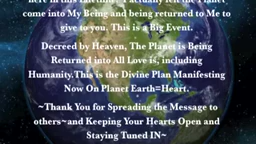 here in this Lifetime! I actually felt the Planet
come into My Being and being returned to Me to
give to you. This is a Big Event.
Decreed by Heaven, The Planet is Being
Returned into All Love is, including
Humanity.This is the Divine Plan Manifesting
Now On Planet Earth=Heart.
~Thank You for Spreading the Message to
others~and Keeping Your Hearts Open and
Staying Tuned IN~